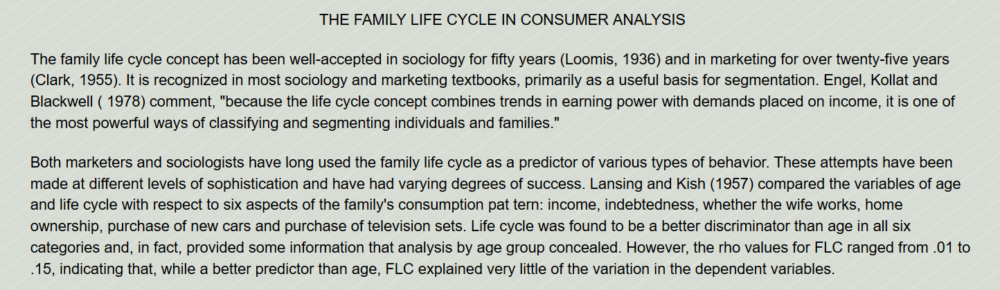 THE FAMILY LIFE CYCLE IN CONSUMER ANALYSIS
The family life cycle concept has been well-accepted in sociology for fifty years (Loomis, 1936) and in marketing for over twenty-five years
(Clark, 1955). It is recognized in most sociology and marketing textbooks, primarily as a useful basis for segmentation. Engel, Kollat and
Blackwell ( 1978) comment, "because the life cycle concept combines trends in earning power with demands placed on income, it is one of
the most powerful ways of classifying and segmenting individuals and families."
Both marketers and sociologists have long used the family life cycle as a predictor of various types of behavior. These attempts have been
made at different levels of sophistication and have had varying degrees of success. Lansing and Kish (1957) compared the variables of age
and life cycle with respect to six aspects of the family's consumption pat tern: income, indebtedness, whether the wife works, home
ownership, purchase of new cars and purchase of television sets. Life cycle was found to be a better discriminator than age in all six
categories and, in fact, provided some information that analysis by age group concealed. However, the rho values for FLC ranged from .01 to
.15, indicating that, while a better predictor than age, FLC explained very little of the variation in the dependent variables.